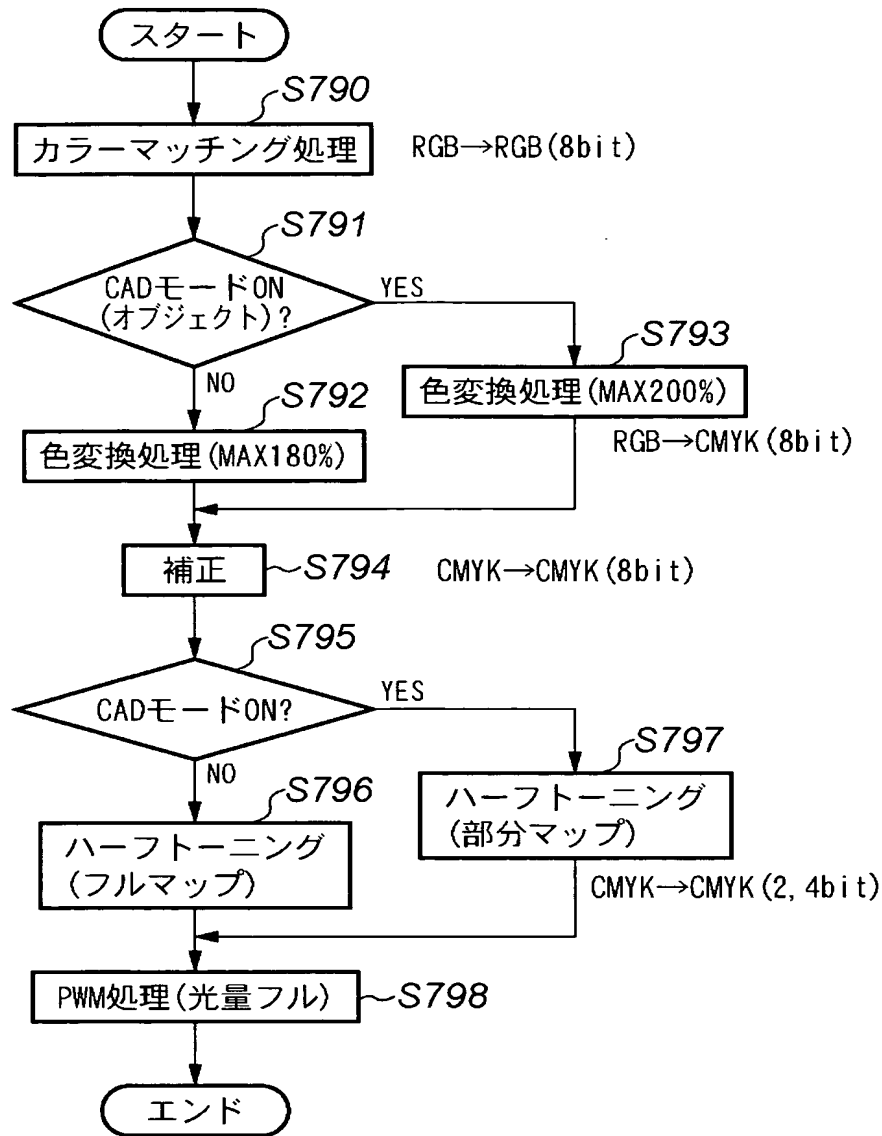 スタート
S790
カラーマッチング処理
RGB→RGB(8bit)
S791
CADモードON
(オブジェクト)?
YES
NO
S793
色変換処理(MAX200%)
S792
色変換処理(MAX180%)
RGB→CMYK(8bit)
補正
S794
CMYK→CMYK(8bit)
S795
CADモードON?
YES
NO
S797
ハーフトーニング
(部分マップ)
S796
ハーフトーニング
(フルマップ)
CMYK→CMYK(2,4bit)
PWM処理(光量フル)
S798
エンド